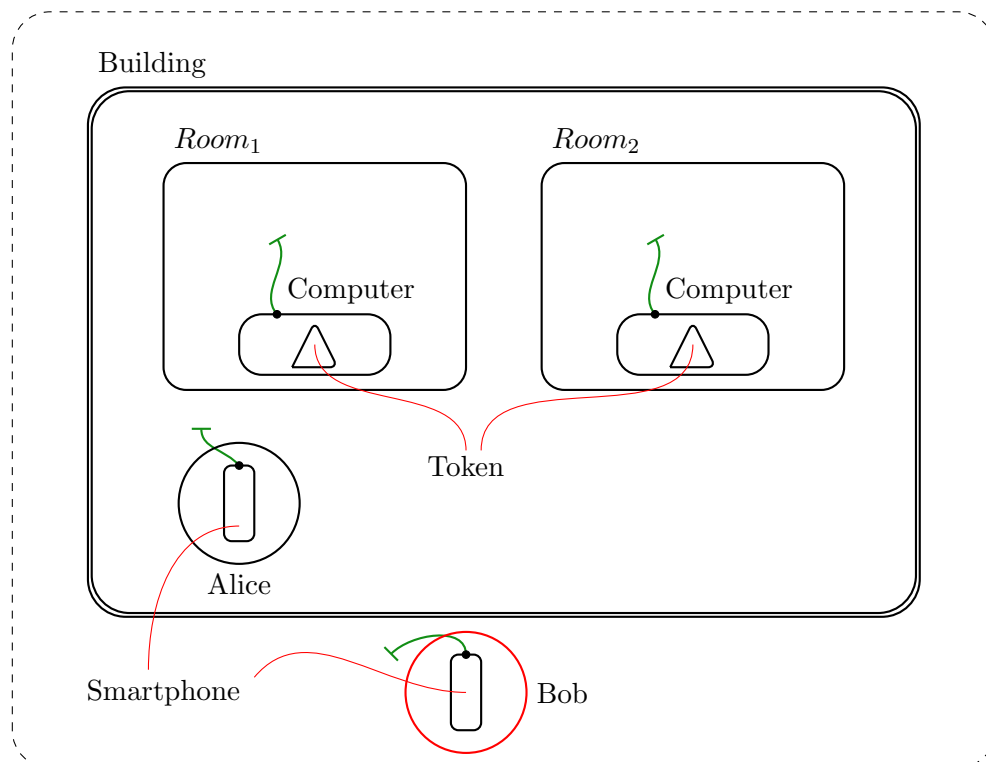 Building
Room₁
Room₂
Computer
Computer
Token
Alice
Smartphone
Bob